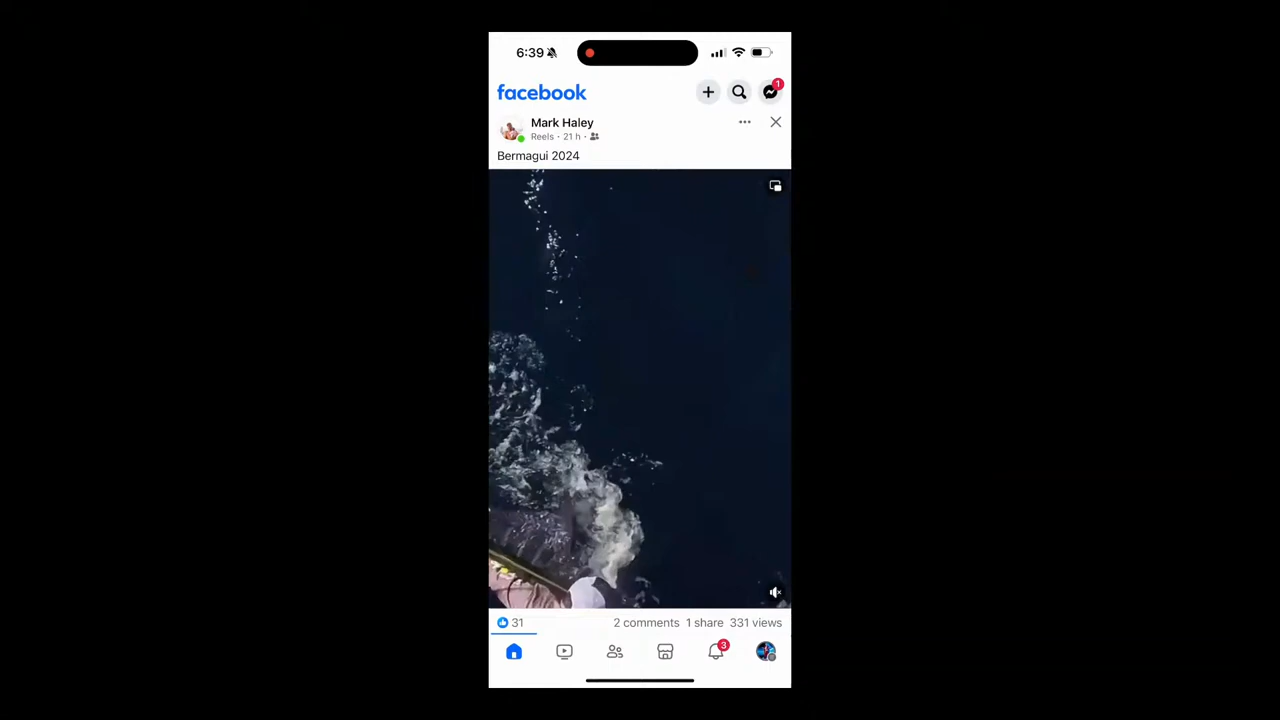 6:39
facebook
1
Mark Haley
Reels · 21 h ·
Bermagui 2024
31 2 comments 1 share 331 views
3